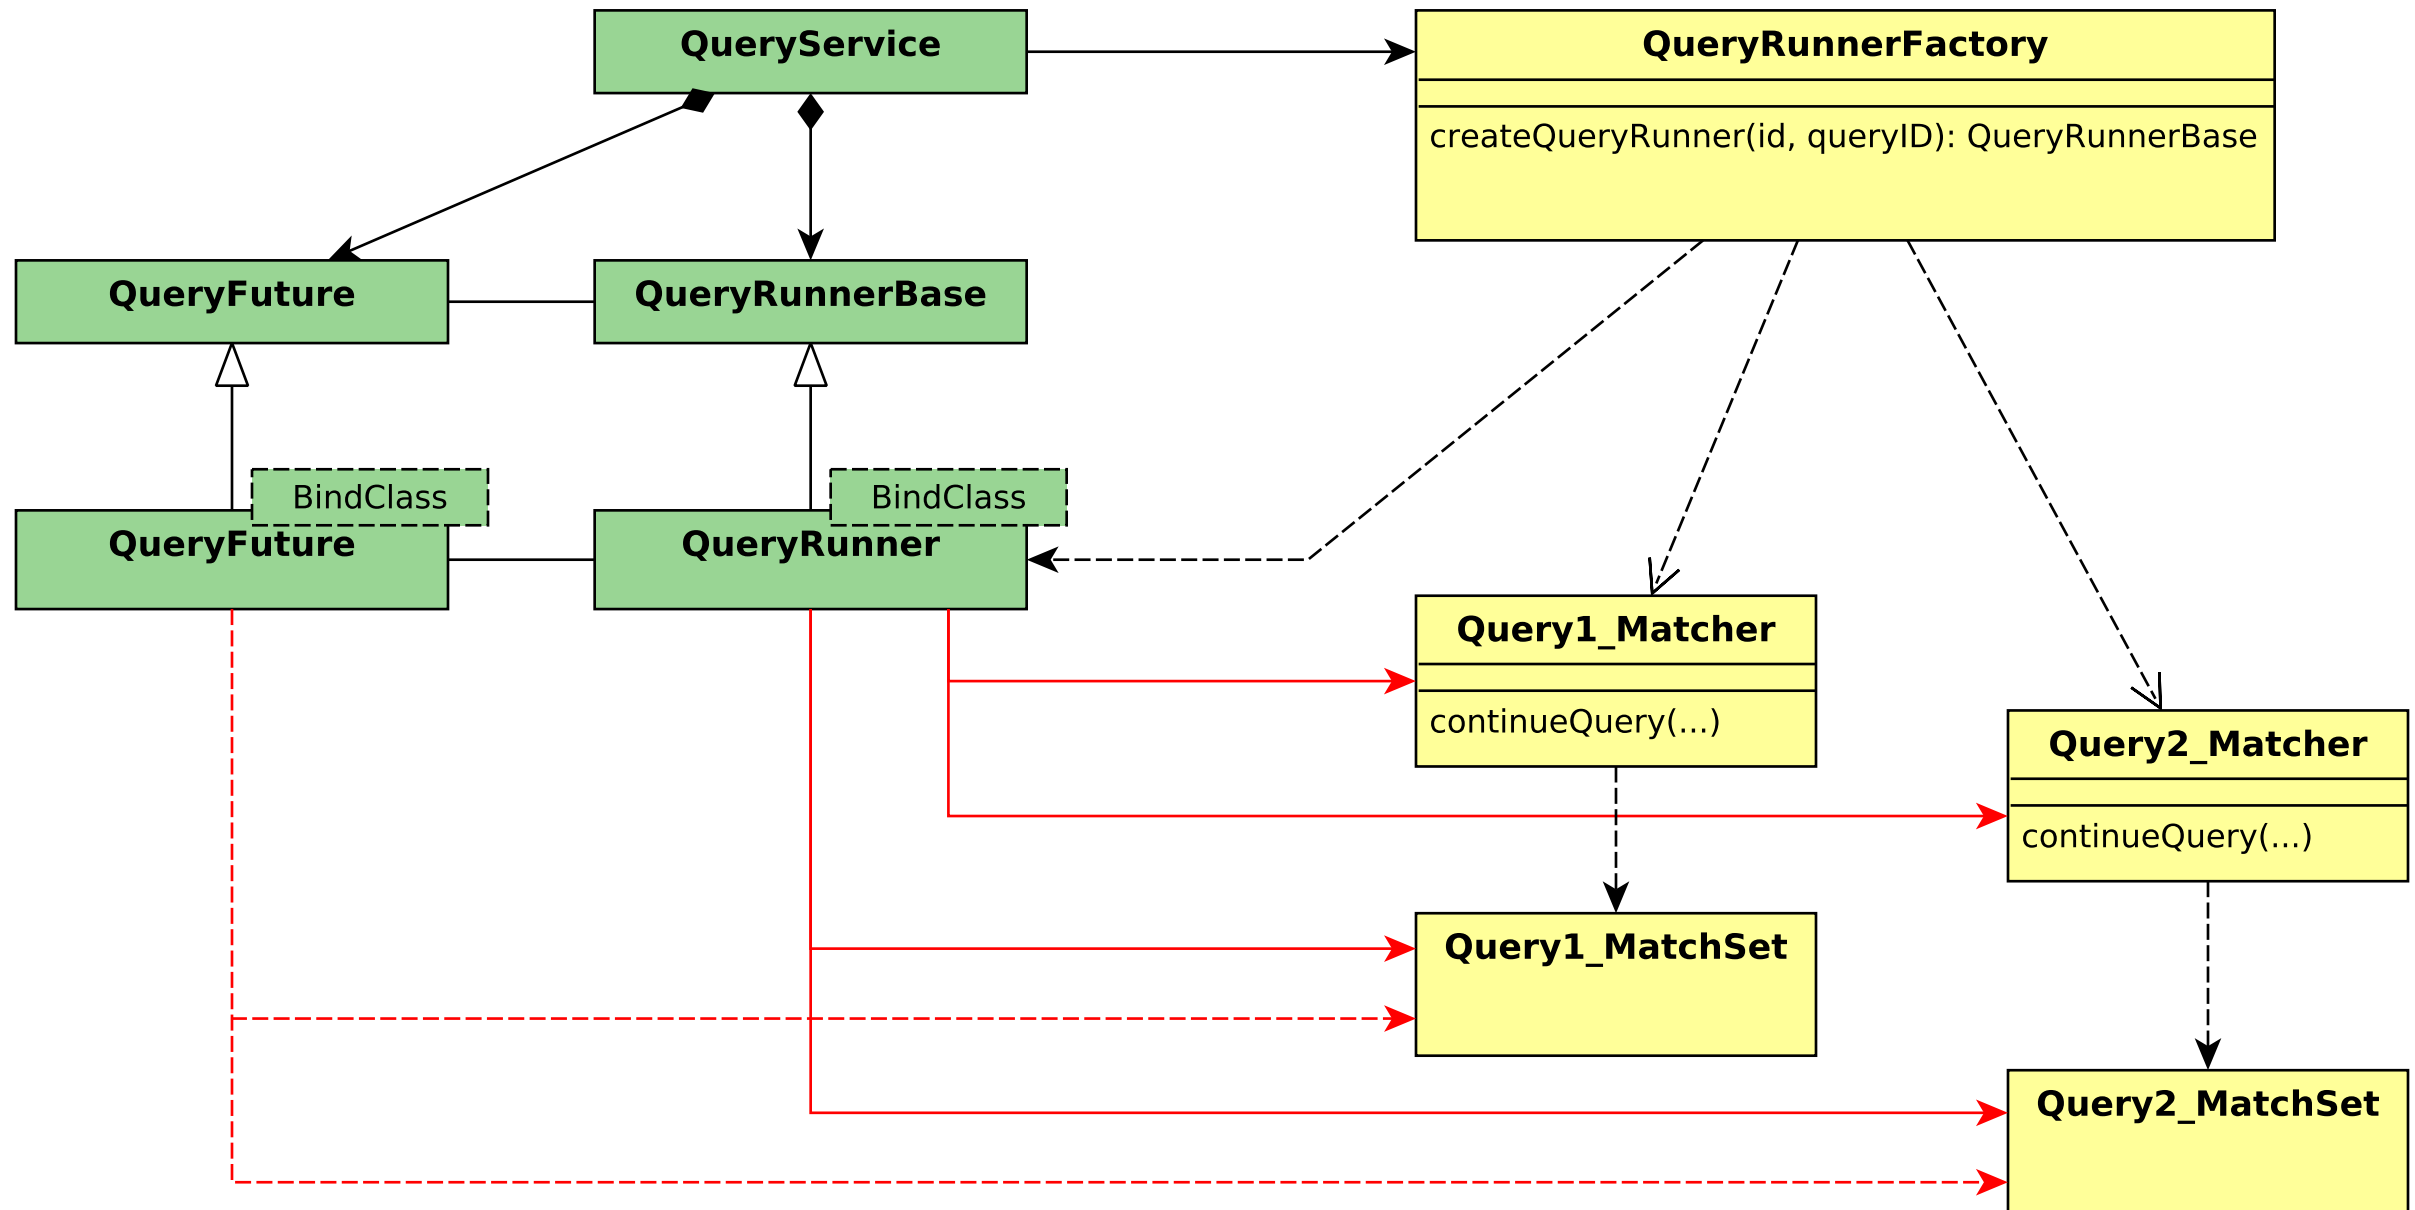 QueryService
QueryRunnerFactory
createQueryRunner(id, queryID): QueryRunnerBase
QueryFuture
QueryRunnerBase
BindClass
BindClass
QueryFuture
QueryRunner
Query1_Matcher
continueQuery(...)
Query2_Matcher
continueQuery(...)
Query1_MatchSet
Query2_MatchSet